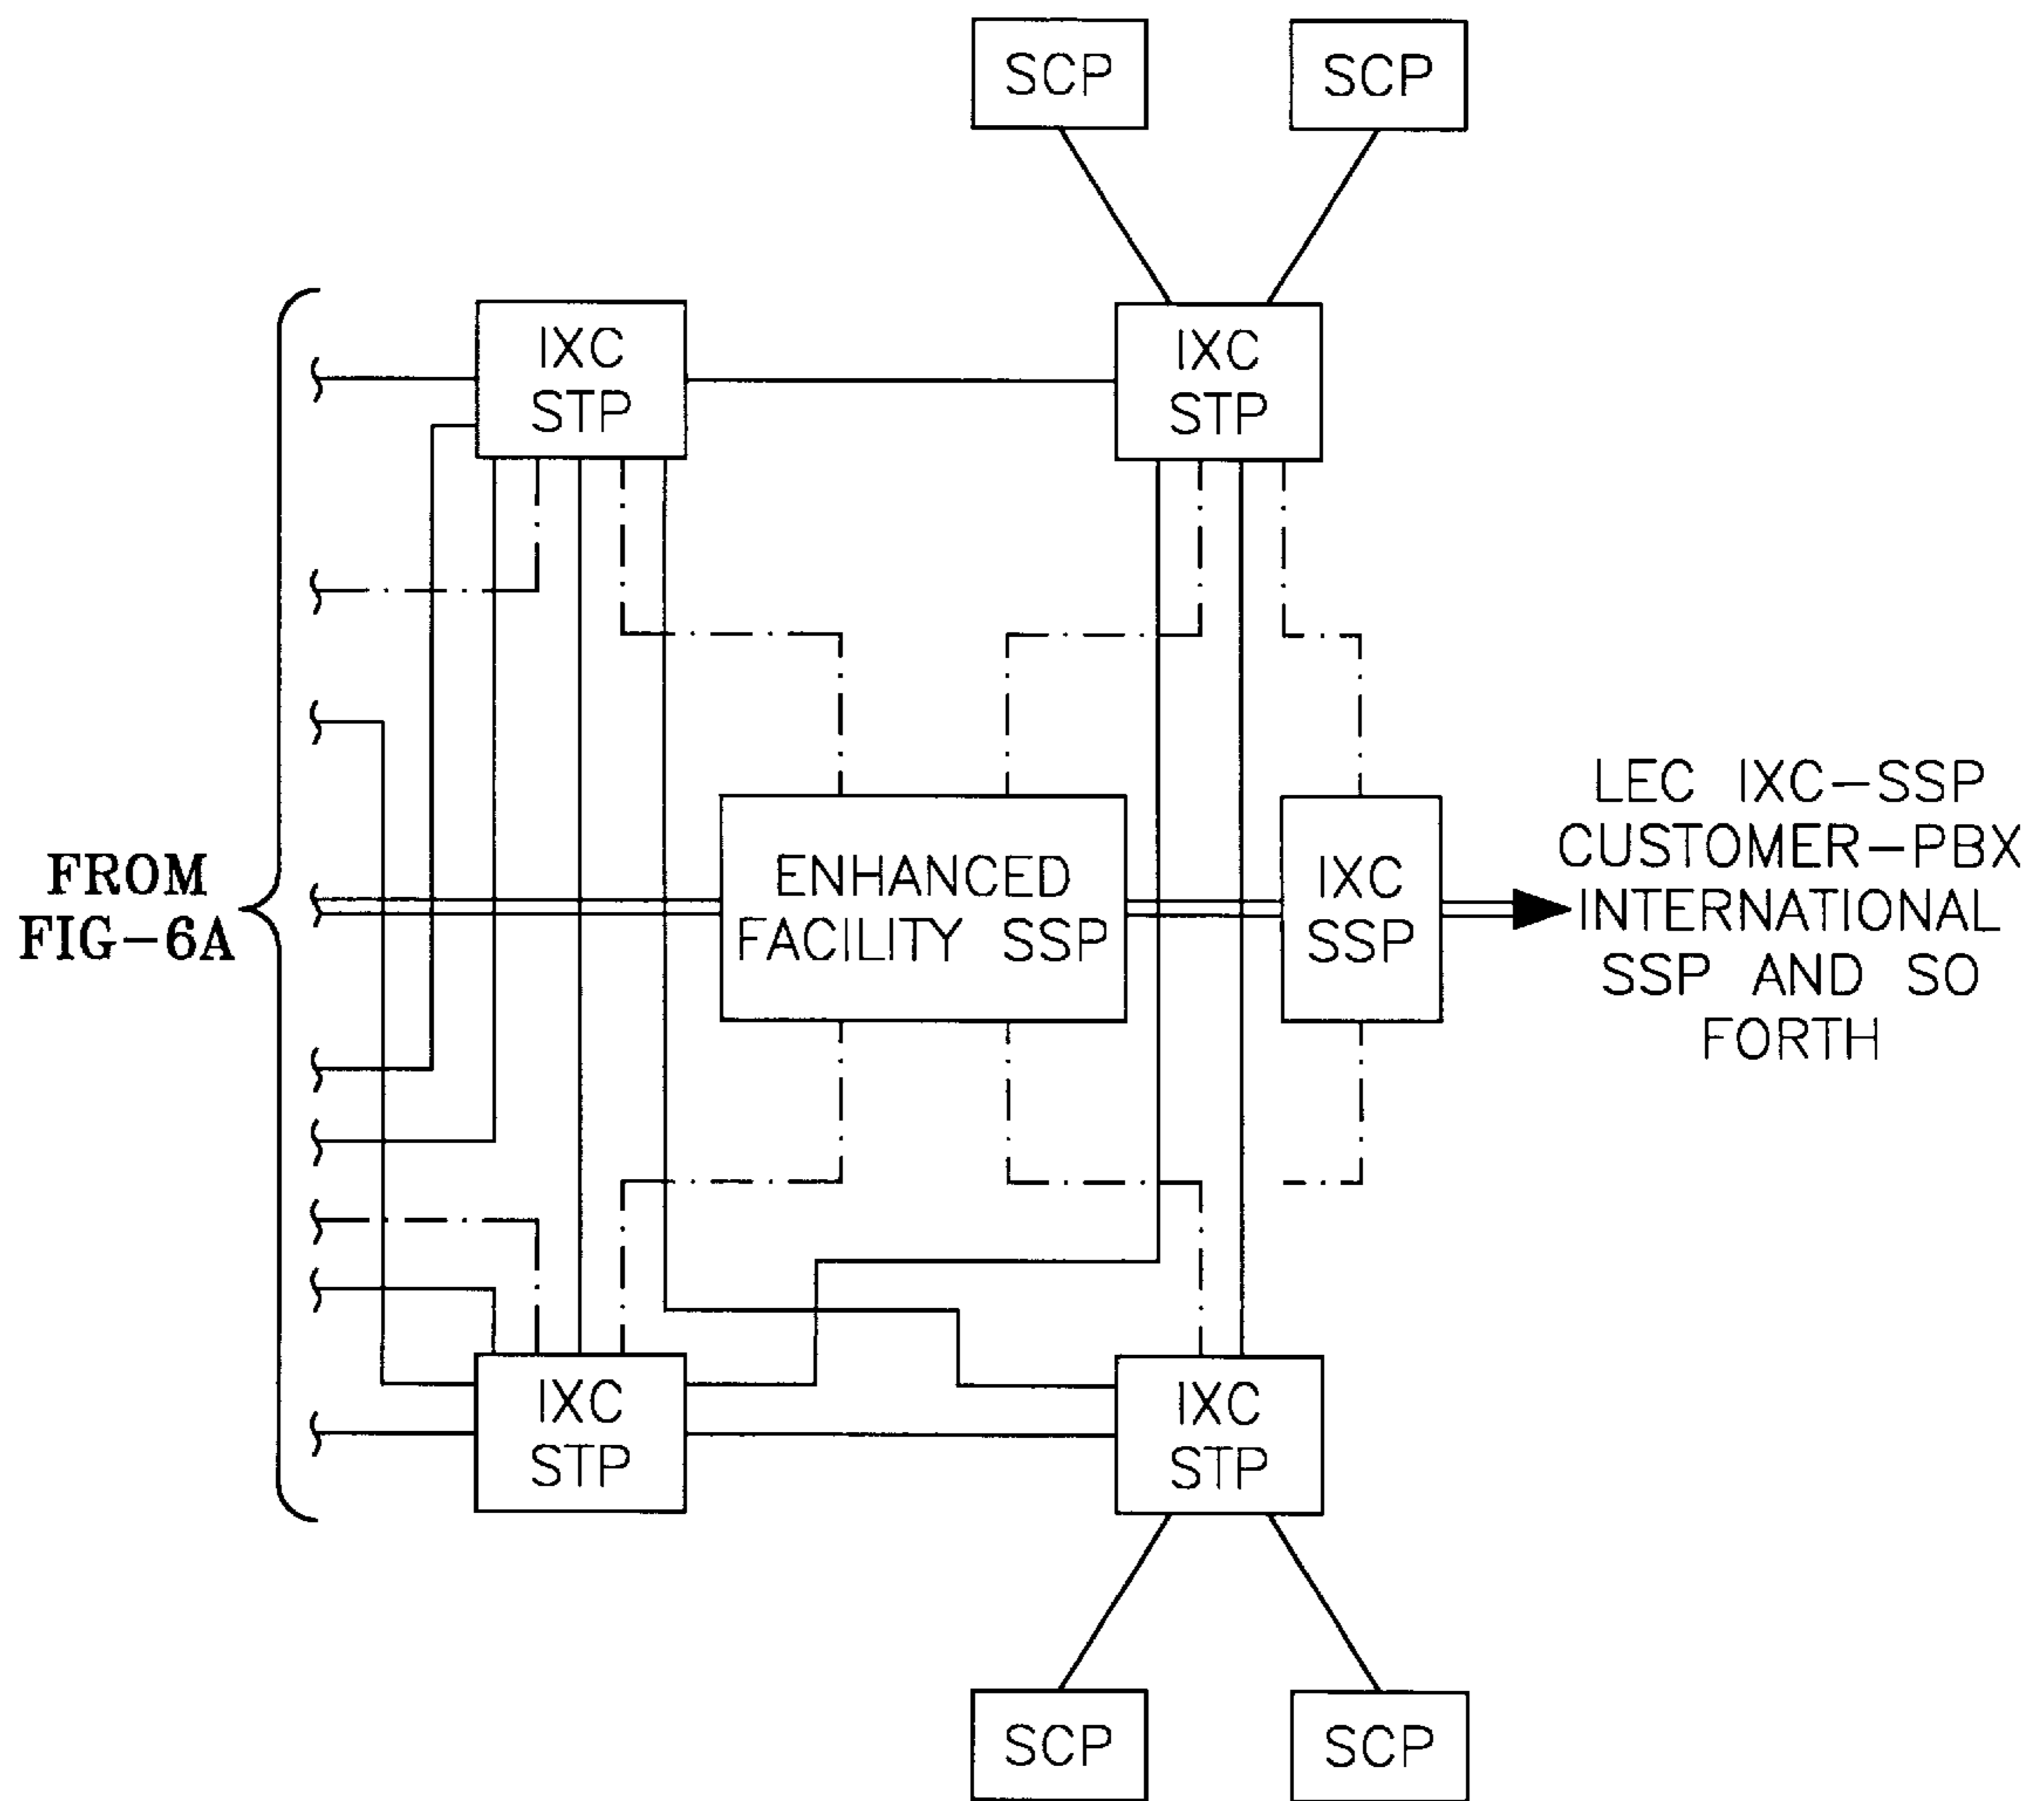 SCP
SCP
IXC
STP
IXC
STP
FROM
FIG-6A
ENHANCED
FACILITY SSP
IXC
SSP
LEC IXC-SSP
CUSTOMER-PBX
INTERNATIONAL
SSP AND SO
FORTH
IXC
STP
IXC
STP
SCP
SCP